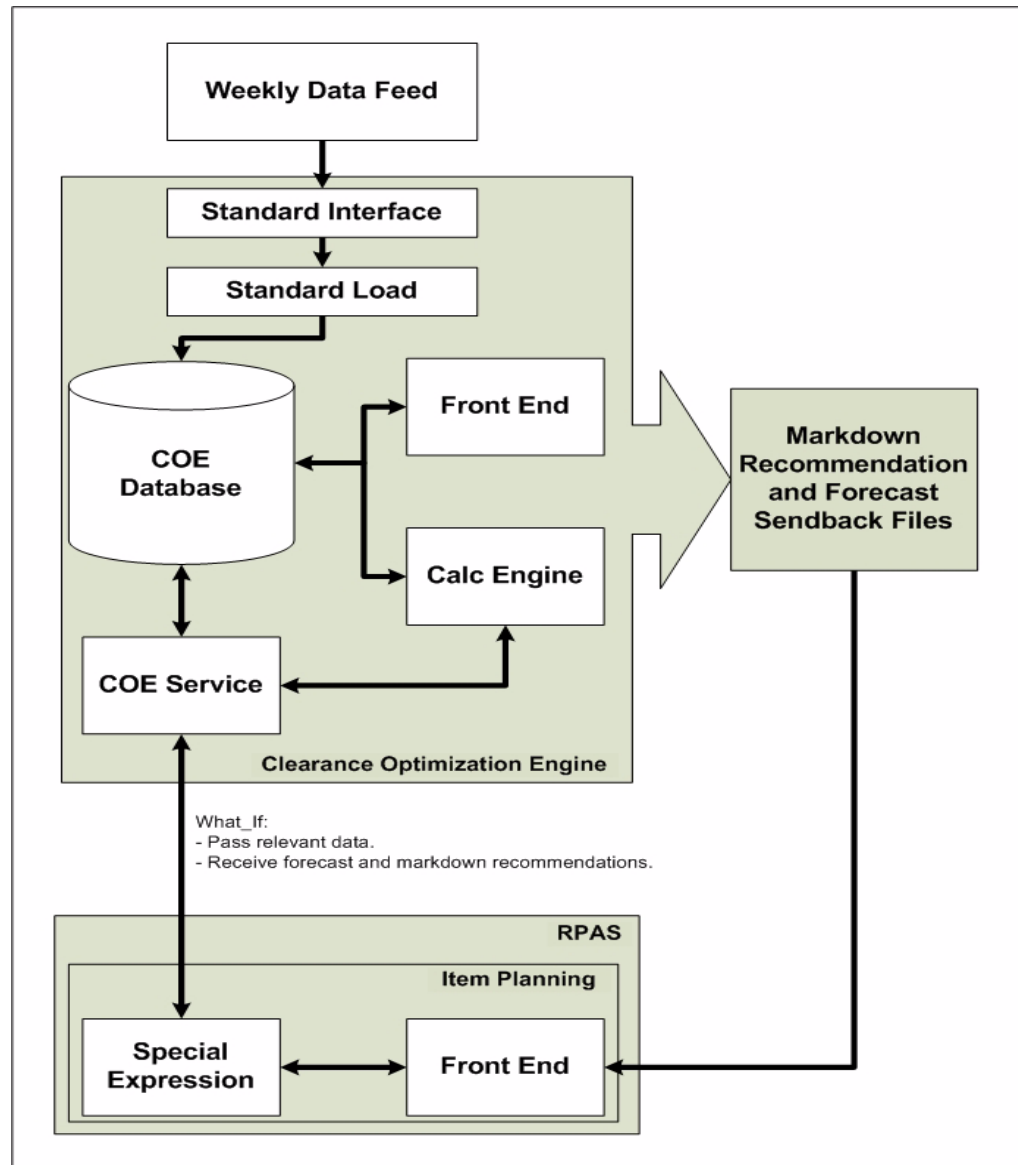 Weekly Data Feed
Standard Interface
Standard Load
COE
Database
Front End
Calc Engine
COE Service
Clearance Optimization Engine
Markdown
Recommendation
and Forecast
Sendback Files
What_If:
- Pass relevant data.
- Receive forecast and markdown recommendations.
RPAS
Item Planning
Special
Expression
Front End